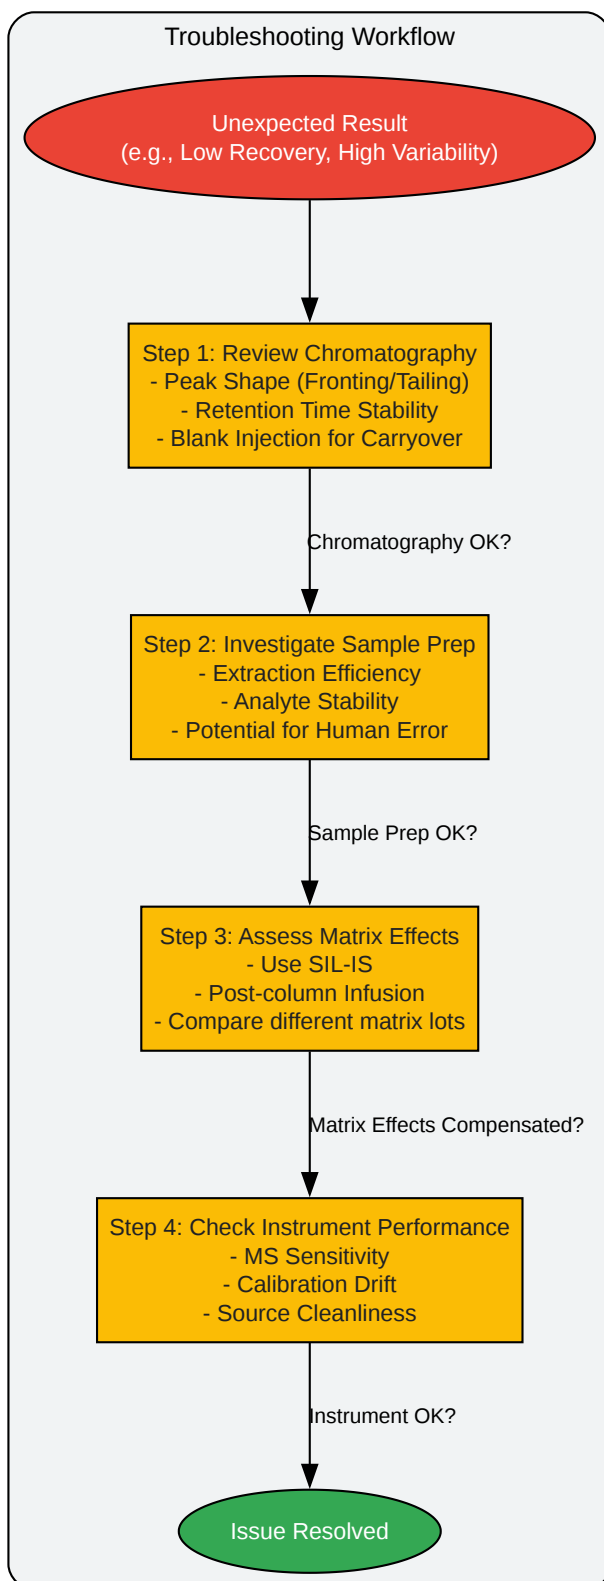 Troubleshooting Workflow
Unexpected Result
(e.g., Low Recovery, High Variability)
Step 1: Review Chromatography
- Peak Shape (Fronting/Tailing)
- Retention Time Stability
- Blank Injection for Carryover
Chromatography OK?
Step 2: Investigate Sample Prep
- Extraction Efficiency
- Analyte Stability
- Potential for Human Error
Sample Prep OK?
Step 3: Assess Matrix Effects
- Use SIL-IS
- Post-column Infusion
- Compare different matrix lots
Matrix Effects Compensated?
Step 4: Check Instrument Performance
- MS Sensitivity
- Calibration Drift
- Source Cleanliness
Instrument OK?
Issue Resolved